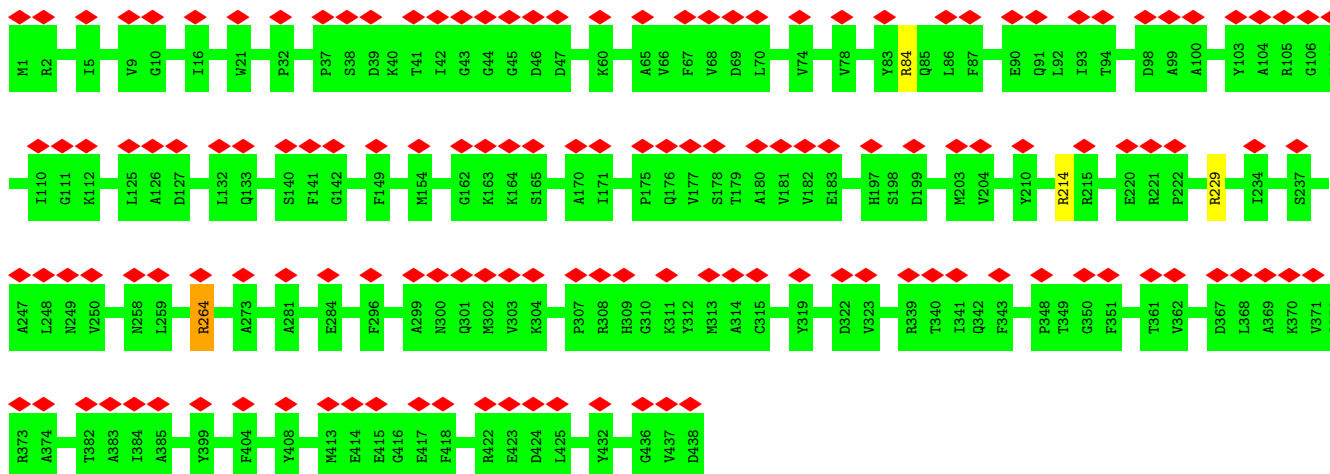 M1 R2 I5 V9 G10 I16 W21 P32 P37 S38 D39 K40 T41 I42 G43 G44 G45 D46 D47 K60 A65 V66 F67 V68 D69 L70 V74 V78 Y83 R84 Q85 L86 F87 E90 Q91 L92 I93 T94 D98 A99 A100 Y103 A104 R105 G106
I110 G111 K112 L125 A126 D127 L132 Q133 S140 F141 G142 F149 M154 G162 K163 K164 S165 A170 I171 P175 Q176 V177 S178 T179 A180 V181 V182 E183 H197 S198 D199 M203 V204 Y210 R214 R215 E220 R221 P222 R229 I234 S237
A247 L248 N249 V250 N258 L259 R264 A273 A281 E284 F296 A299 N300 Q301 M302 V303 K304 P307 R308 H309 G310 K311 Y312 M313 A314 C315 Y319 D322 V323 R339 T340 I341 Q342 F343 P348 T349 G350 F351 T361 V362 D367 L368 A369 K370 V371
R373 A374 T382 A383 I384 A385 Y399 F404 Y408 M413 E414 E415 G416 E417 F418 R422 E423 D424 L425 Y432 G436 V437 D438